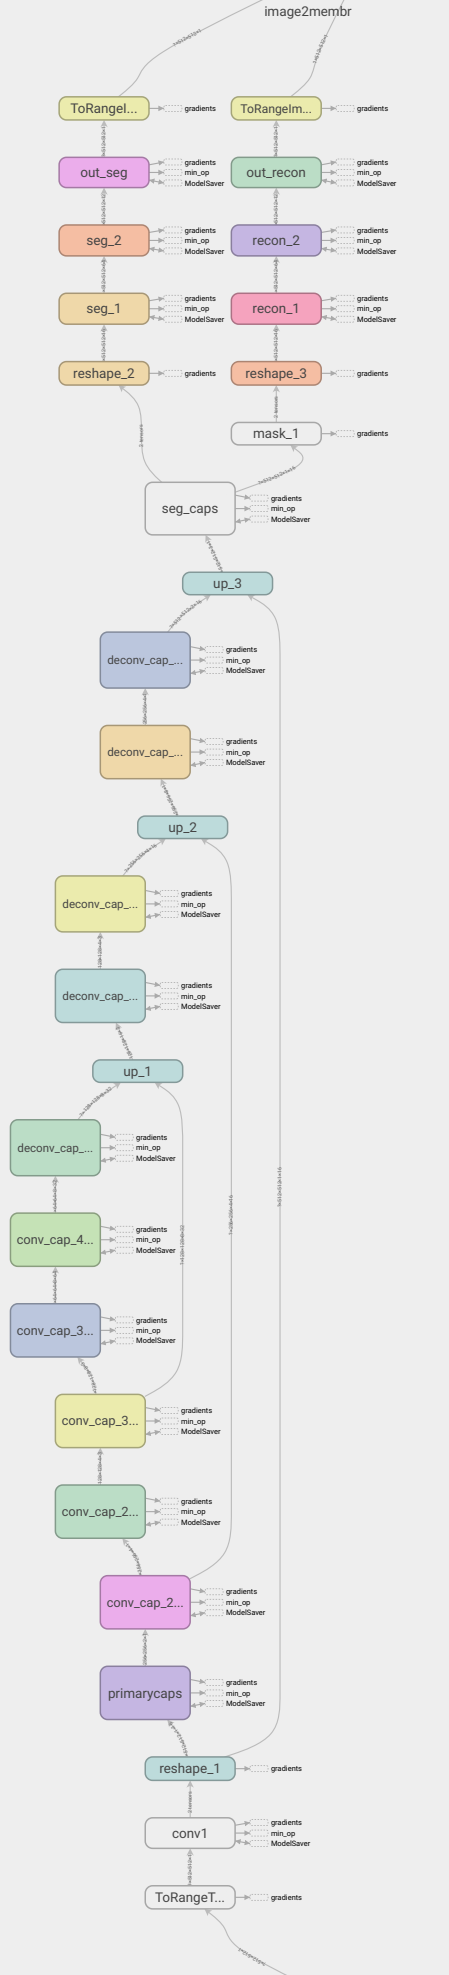 image2membr
ToRangeI...
gradients
ToRangeIm...
gradients
out_seg
gradients
min_op
ModelSaver
out_recon
gradients
min_op
ModelSaver
seg_2
gradients
min_op
ModelSaver
recon_2
gradients
min_op
ModelSaver
seg_1
gradients
min_op
ModelSaver
recon_1
gradients
min_op
ModelSaver
reshape_2
gradients
reshape_3
gradients
mask_1
gradients
seg_caps
gradients
min_op
ModelSaver
up_3
deconv_cap_...
gradients
min_op
ModelSaver
deconv_cap_...
gradients
min_op
ModelSaver
up_2
deconv_cap_...
gradients
min_op
ModelSaver
deconv_cap_...
gradients
min_op
ModelSaver
up_1
deconv_cap_...
gradients
min_op
ModelSaver
conv_cap_4...
gradients
min_op
ModelSaver
conv_cap_3...
gradients
min_op
ModelSaver
conv_cap_3...
gradients
min_op
ModelSaver
conv_cap_2...
gradients
min_op
ModelSaver
conv_cap_2...
gradients
min_op
ModelSaver
primarycaps
gradients
min_op
ModelSaver
reshape_1
gradients
conv1
gradients
min_op
ModelSaver
ToRangeT...
gradients